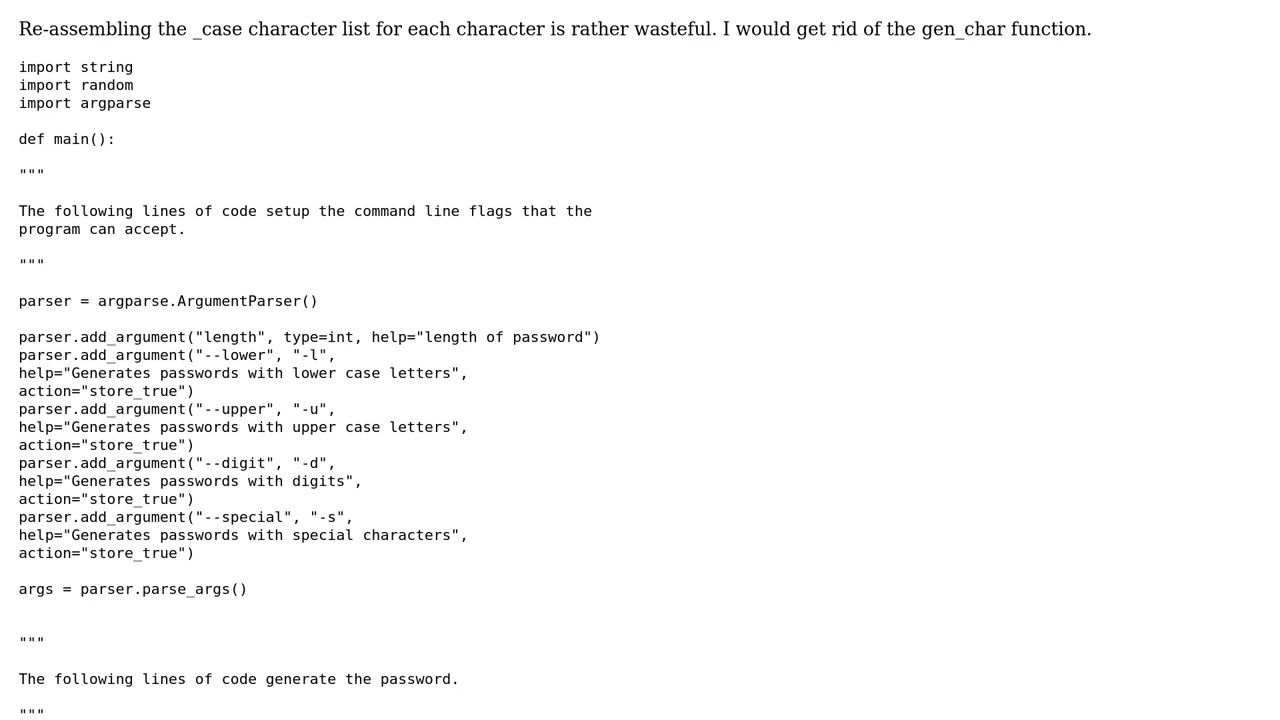 Re-assembling the _case character list for each character is rather wasteful. I would get rid of the gen_char function.
import string
import random
import argparse
def main():
"""
The following lines of code setup the command line flags that the
program can accept.
"""
parser = argparse.ArgumentParser()
parser.add_argument("length", type=int, help="length of password")
parser.add_argument("--lower", "-l",
help="Generates passwords with lower case letters",
action="store_true")
parser.add_argument("--upper", "-u",
help="Generates passwords with upper case letters",
action="store_true")
parser.add_argument("--digit", "-d",
help="Generates passwords with digits",
action="store_true")
parser.add_argument("--special", "-s",
help="Generates passwords with special characters",
action="store_true")
args = parser.parse_args()
"""
The following lines of code generate the password.
"""